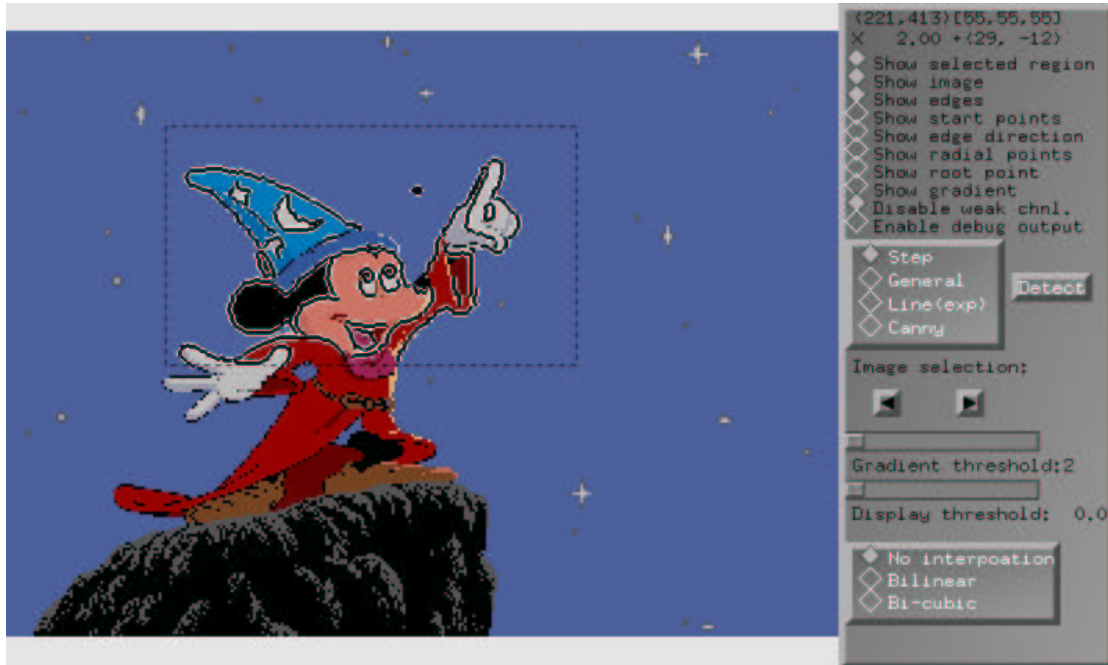 (221,413)[55,55,55]
X 2.00 +(29, -12)
Show selected region
Show image
Show edges
Show start points
Show edge direction
Show radial points
Show root point
Show gradient
Disable weak chnl.
Enable debug output
Step
General
Line(exp)
Canny
Detect
Image selection:
Gradient threshold:2
Display threshold: 0.0
No interpoation
Bilinear
Bi-cubic